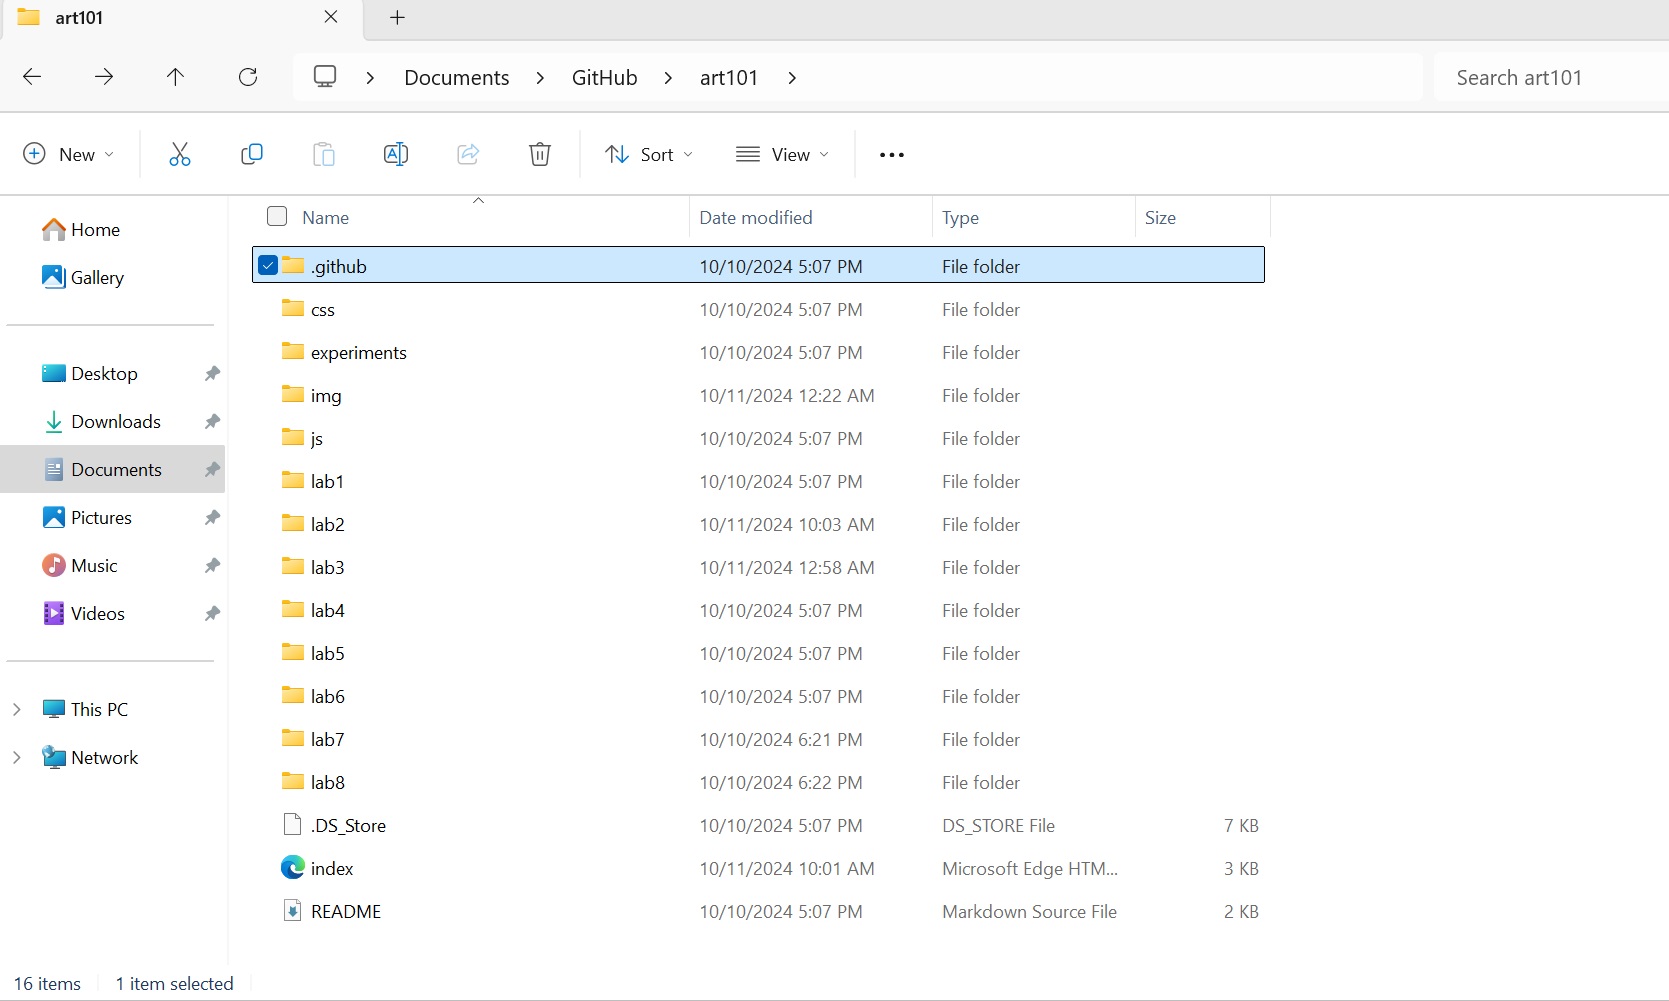 art101
Documents GitHub art101 Search art101
New Sort View
Home
Gallery
Desktop
Downloads
Documents
Pictures
Music
Videos
This PC
Network
Name Date modified Type Size
.github 10/10/2024 5:07 PM File folder
css 10/10/2024 5:07 PM File folder
experiments 10/10/2024 5:07 PM File folder
img 10/11/2024 12:22 AM File folder
js 10/10/2024 5:07 PM File folder
lab1 10/10/2024 5:07 PM File folder
lab2 10/11/2024 10:03 AM File folder
lab3 10/11/2024 12:58 AM File folder
lab4 10/10/2024 5:07 PM File folder
lab5 10/10/2024 5:07 PM File folder
lab6 10/10/2024 5:07 PM File folder
lab7 10/10/2024 6:21 PM File folder
lab8 10/10/2024 6:22 PM File folder
.DS_Store 10/10/2024 5:07 PM DS_STORE File 7 KB
index 10/11/2024 10:01 AM Microsoft Edge HTM... 3 KB
README 10/10/2024 5:07 PM Markdown Source File 2 KB
16 items 1 item selected